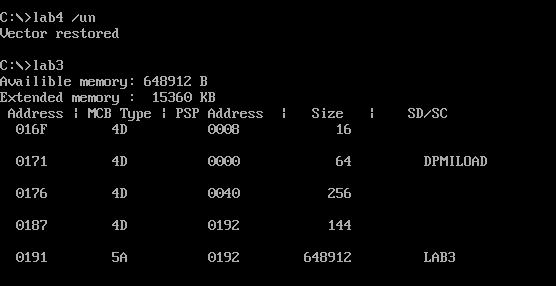 C:\>lab4 /un
Vector restored
C:\>lab3
Availible memory: 648912 B
Extended memory :  15360 KB
Address | MCB Type | PSP Address  |   Size   |    SD/SC
016F 4D 0008 16
0171 4D 0000 64 DPMILOAD
0176 4D 0040 256
0187 4D 0192 144
0191 5A 0192 648912 LAB3